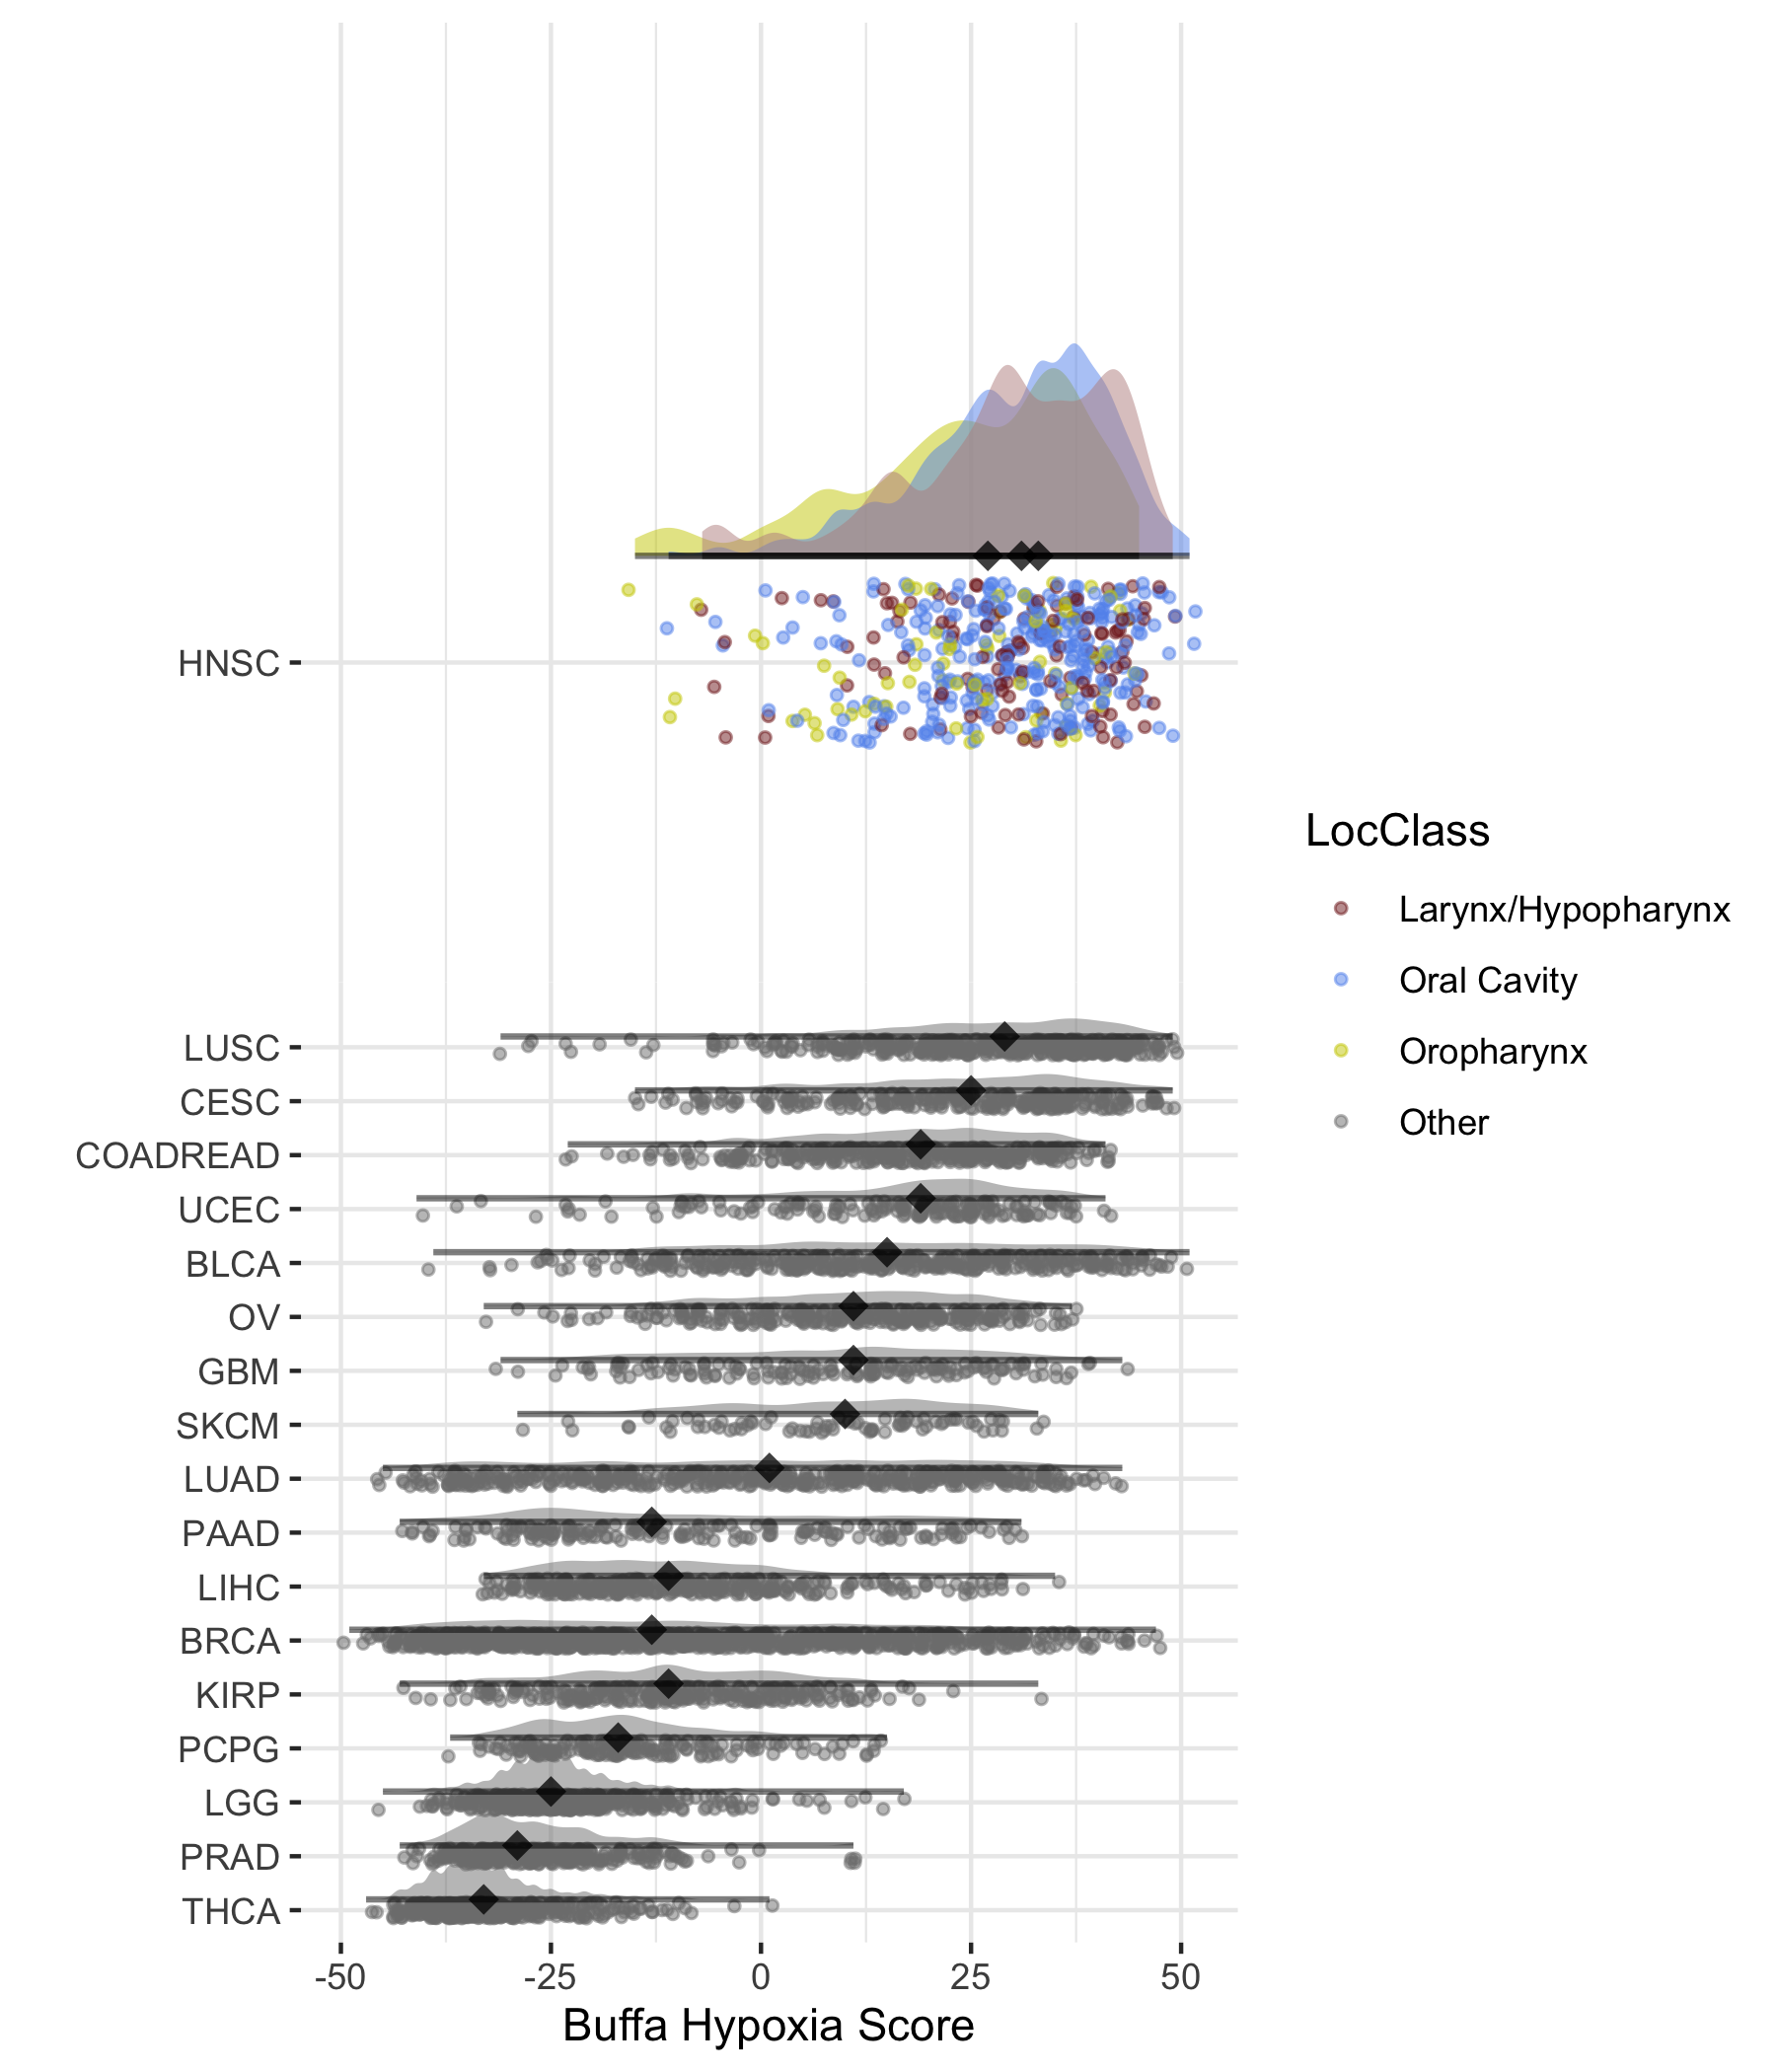 HNSC
LUSC
CESC
COADREAD
UCEC
BLCA
OV
GBM
SKCM
LUAD
PAAD
LIHC
BRCA
KIRP
PCPG
LGG
PRAD
THCA
-50 -25 0 25 50
Buffa Hypoxia Score
LocClass
Larynx/Hypopharynx
Oral Cavity
Oropharynx
Other